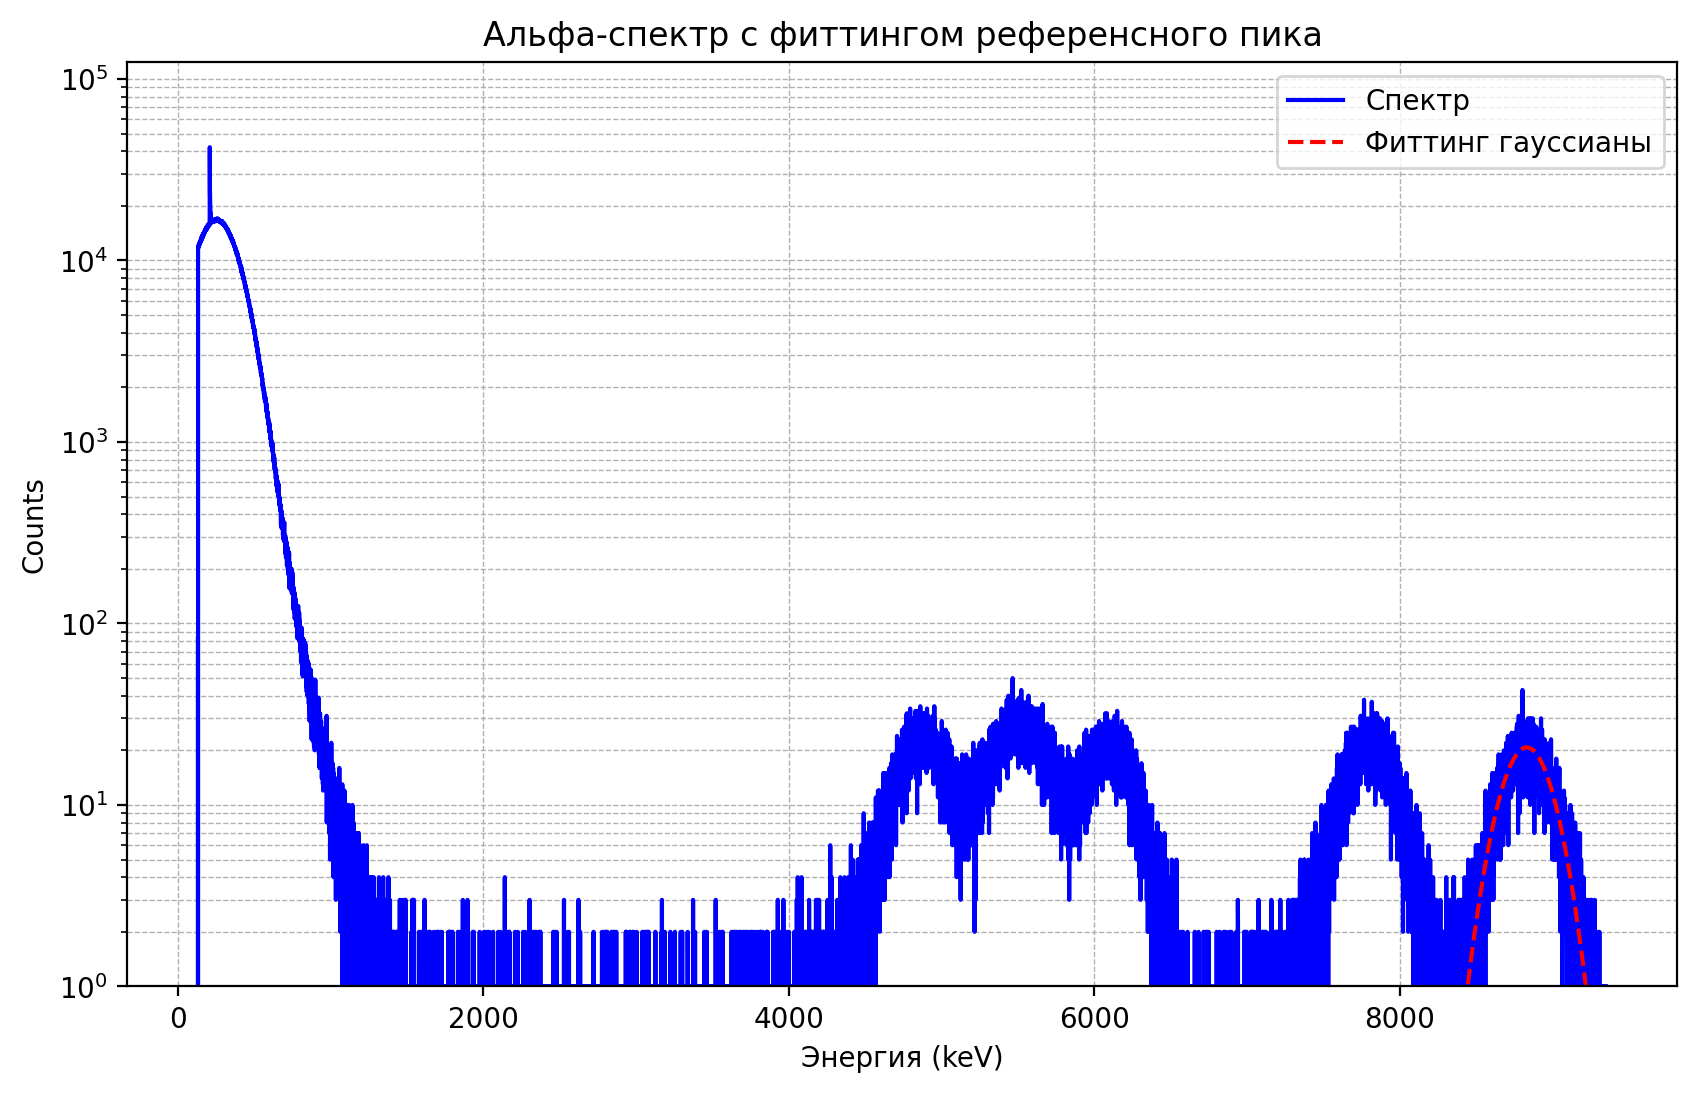 Альфа-спектр с фиттингом референсного пика
Спектр
Фиттинг гауссианы
Counts
10^5
10^4
10^3
10^2
10^1
10^0
0 2000 4000 6000 8000
Энергия (keV)